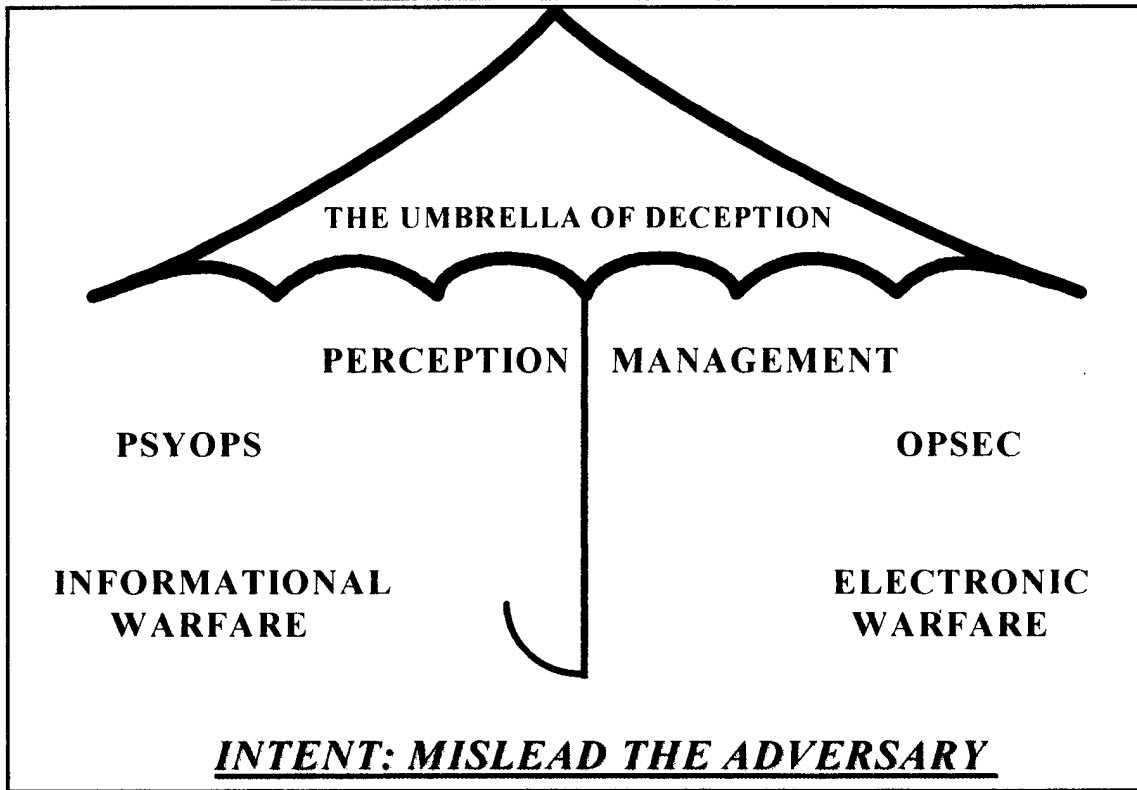 THE UMBRELLA OF DECEPTION
PERCEPTION MANAGEMENT
PSYOPS
OPSEC
INFORMATIONAL
WARFARE
ELECTRONIC
WARFARE
INTENT: MISLEAD THE ADVERSARY